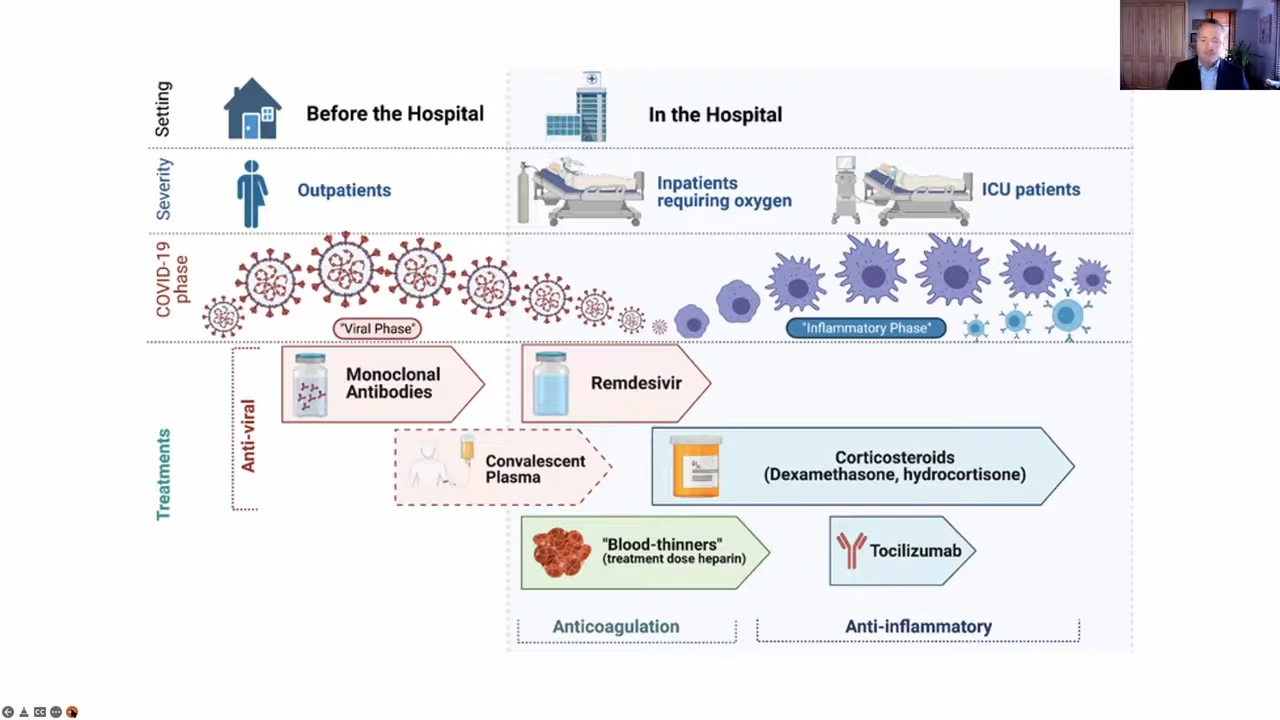 Setting
Before the Hospital
In the Hospital
Severity
Outpatients
Inpatients
requiring oxygen
ICU patients
COVID-19
phase
"Viral Phase"
"Inflammatory Phase"
Treatments
Anti-viral
Monoclonal
Antibodies
Remdesivir
Convalescent
Plasma
Corticosteroids
(Dexamethasone, hydrocortisone)
"Blood-thinners"
(treatment dose heparin)
Tocilizumab
Anticoagulation
Anti-inflammatory